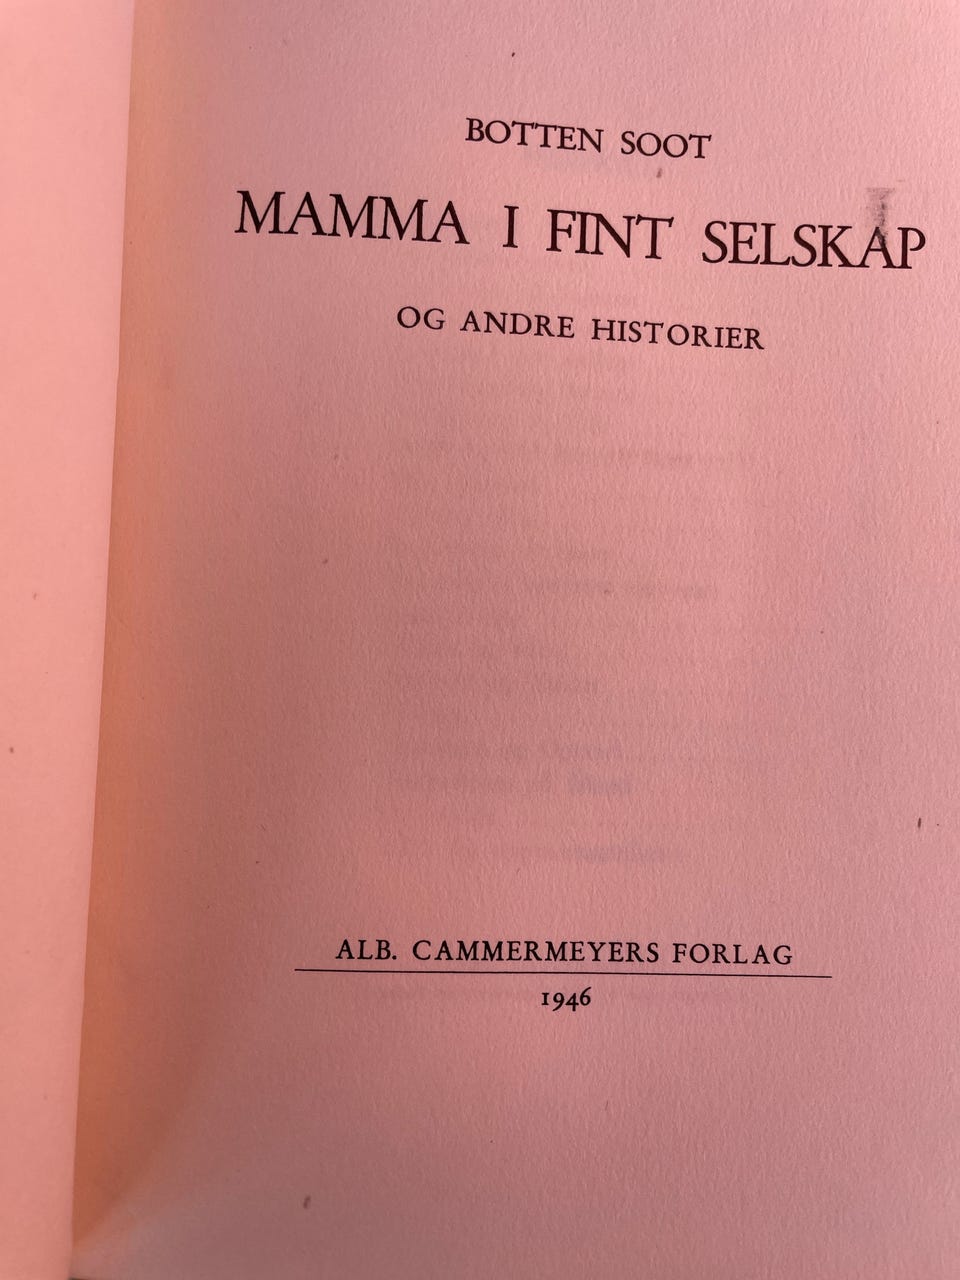 BOTTEN SOOT
MAMMA I FINT SELSKAP
OG ANDRE HISTORIER
ALB. CAMMERMEYERS FORLAG
1946